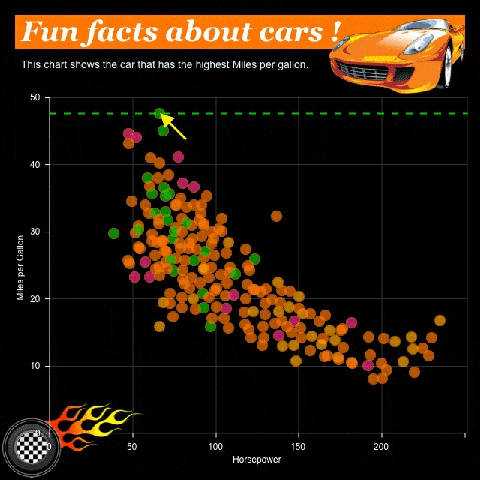 Fun facts about cars !
This chart shows the car that has the highest Miles per gallon.
50
40
30
20
10
Miles per Gallon
0
50
100
150
200
Horsepower